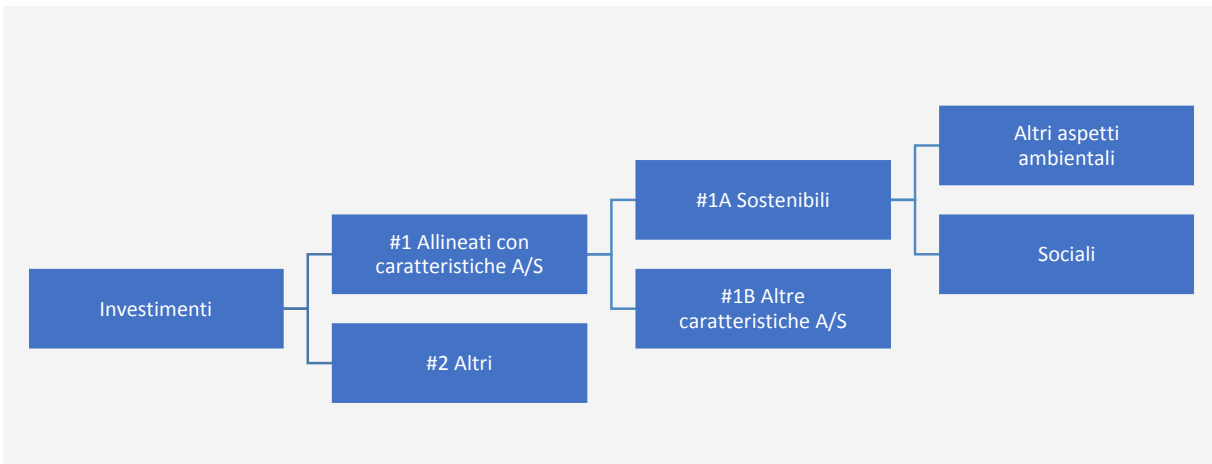 Investimenti
#1 Allineati con
caratteristiche A/S
#2 Altri
#1A Sostenibili
#1B Altre
caratteristiche A/S
Altri aspetti
ambientali
Sociali